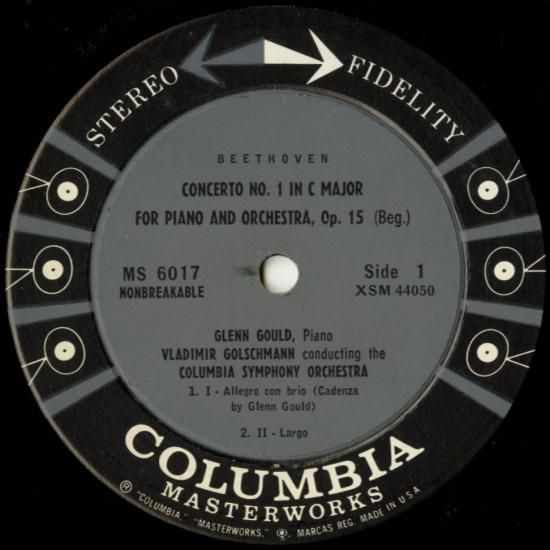 STEREO FIDELITY
BEETHOVEN
CONCERTO NO. 1 IN C MAJOR
FOR PIANO AND ORCHESTRA, Op. 15 (Beg.)
MS 6017
NONBREAKABLE
Side 1
XSM 44050
GLENN GOULD, Piano
VLADIMIR GOLSCHMANN conducting the
COLUMBIA SYMPHONY ORCHESTRA
1. I - Allegro con brio (Cadenza
by Glenn Gould)
2. II - Largo
COLUMBIA
MASTERWORKS
® "COLUMBIA," "MASTERWORKS," ℗. MARCAS REG. MADE IN U S A